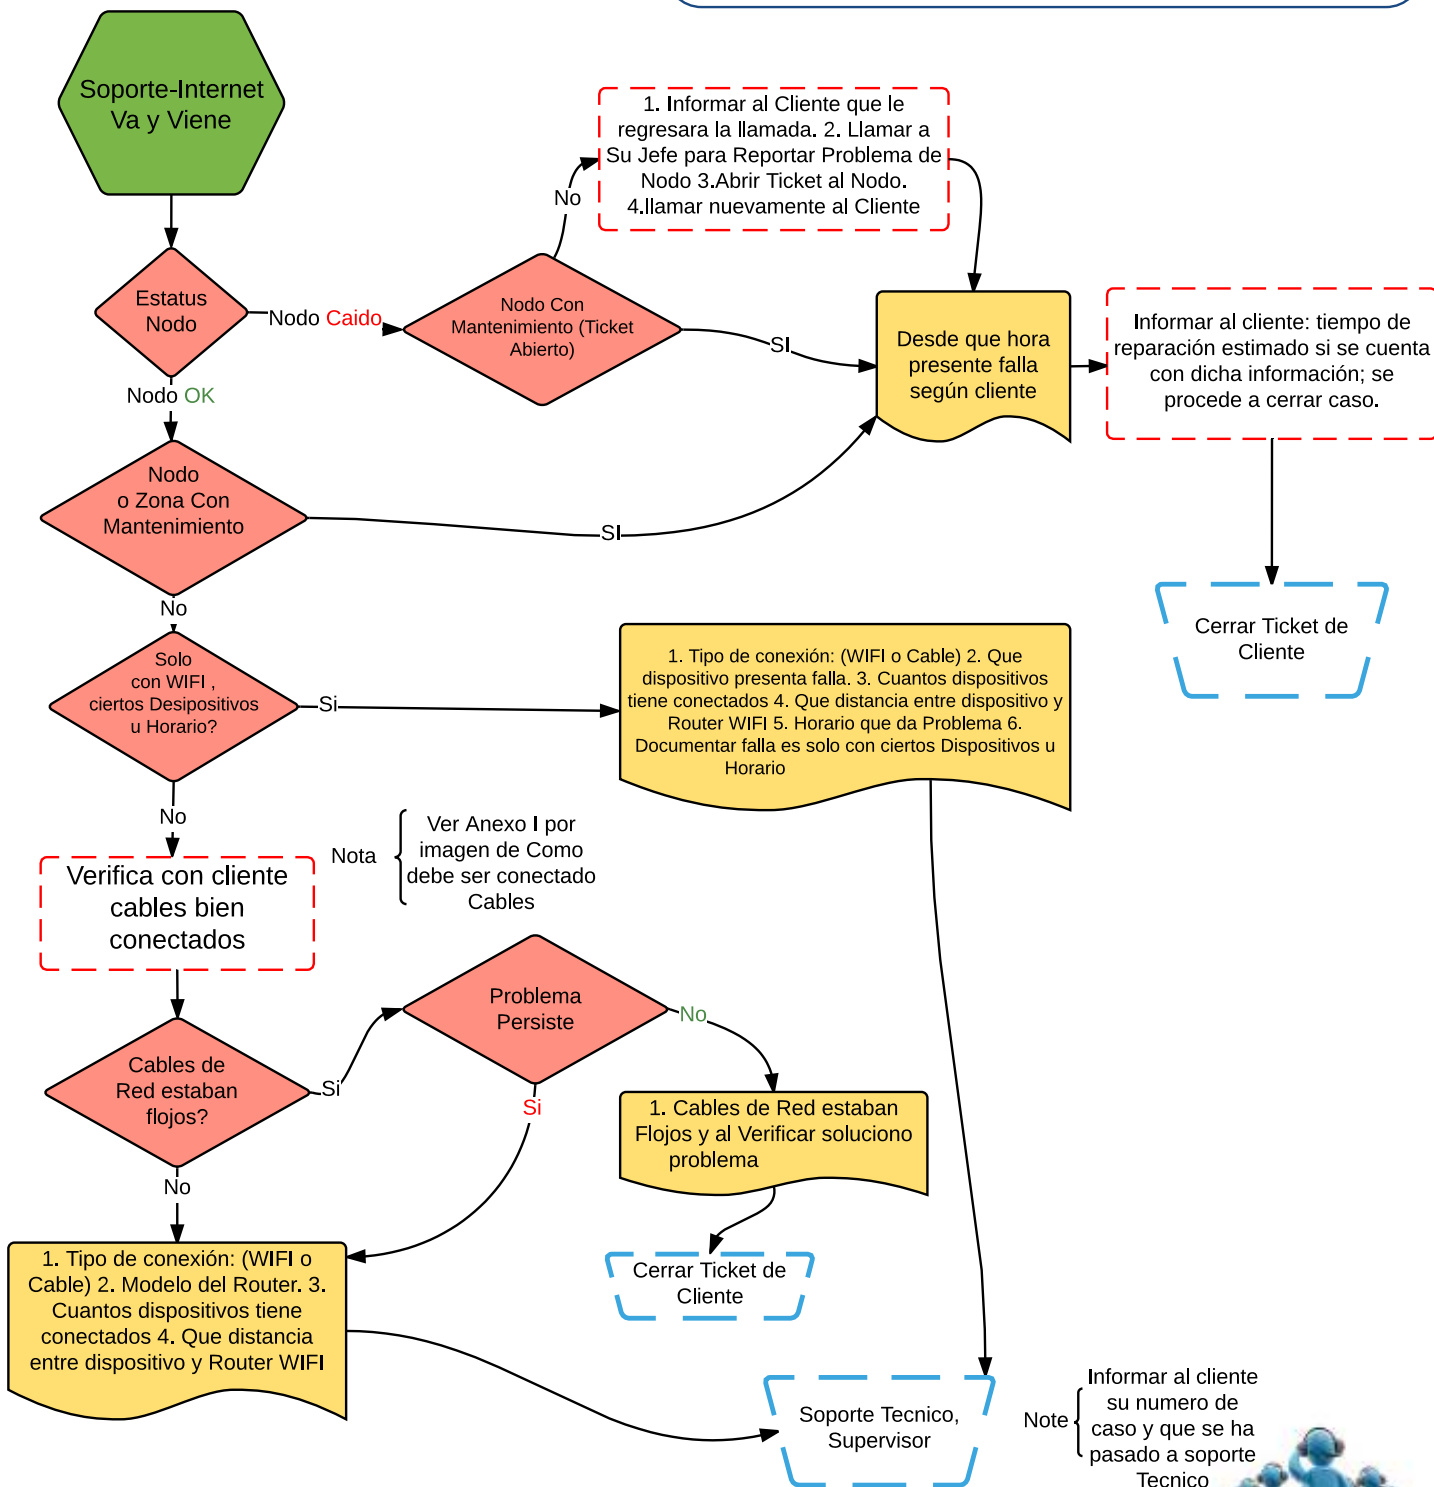 Soporte-Internet
Va y Viene
1. Informar al Cliente que le
regresara la llamada. 2. Llamar a
Su Jefe para Reportar Problema de
Nodo 3.Abrir Ticket al Nodo.
4.llamar nuevamente al Cliente
No
Estatus
Nodo
Nodo Caido
Nodo Con
Mantenimiento (Ticket
Abierto)
SI
Desde que hora
presente falla
según cliente
Informar al cliente: tiempo de
reparación estimado si se cuenta
con dicha información; se
procede a cerrar caso.
Nodo OK
Nodo
o Zona Con
Mantenimiento
SI
No
Cerrar Ticket de
Cliente
Solo
con WIFI ,
ciertos Desipositivos
u Horario?
Si
1. Tipo de conexión: (WIFI o Cable) 2. Que
dispositivo presenta falla. 3. Cuantos dispositivos
tiene conectados 4. Que distancia entre dispositivo y
Router WIFI 5. Horario que da Problema 6.
Documentar falla es solo con ciertos Dispositivos u
Horario
No
Verifica con cliente
cables bien
conectados
Nota
Ver Anexo I por
imagen de Como
debe ser conectado
Cables
Problema
Persiste
No
Cables de
Red estaban
flojos?
Si
Si
1. Cables de Red estaban
Flojos y al Verificar soluciono
problema
No
1. Tipo de conexión: (WIFI o
Cable) 2. Modelo del Router. 3.
Cuantos dispositivos tiene
conectados 4. Que distancia
entre dispositivo y Router WIFI
Cerrar Ticket de
Cliente
Soporte Tecnico,
Supervisor
Note
Informar al cliente
su numero de
caso y que se ha
pasado a soporte
Tecnico